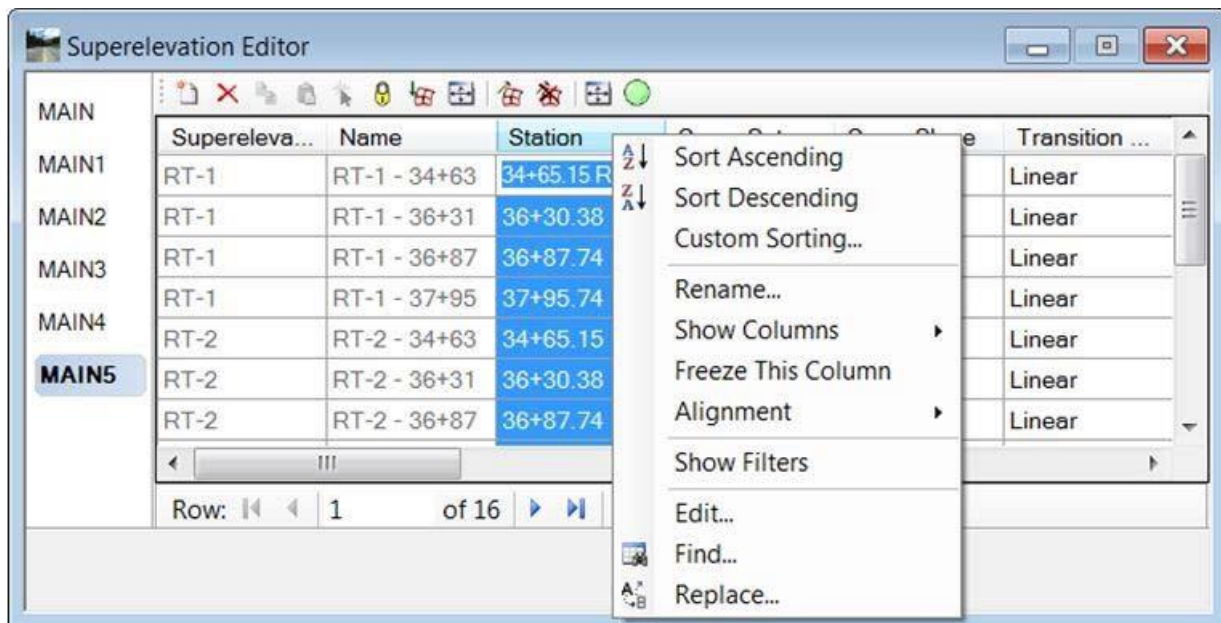 Superelevation Editor
MAIN
MAIN1
MAIN2
MAIN3
MAIN4
MAIN5
Supereleva... Name Station Transition ...
RT-1 RT-1 - 34+63 34+65.15 R Linear
RT-1 RT-1 - 36+31 36+30.38 Linear
RT-1 RT-1 - 36+87 36+87.74 Linear
RT-1 RT-1 - 37+95 37+95.74 Linear
RT-2 RT-2 - 34+63 34+65.15 Linear
RT-2 RT-2 - 36+31 36+30.38 Linear
RT-2 RT-2 - 36+87 36+87.74 Linear
Row: 1 of 16
Sort Ascending
Sort Descending
Custom Sorting...
Rename...
Show Columns
Freeze This Column
Alignment
Show Filters
Edit...
Find...
Replace...